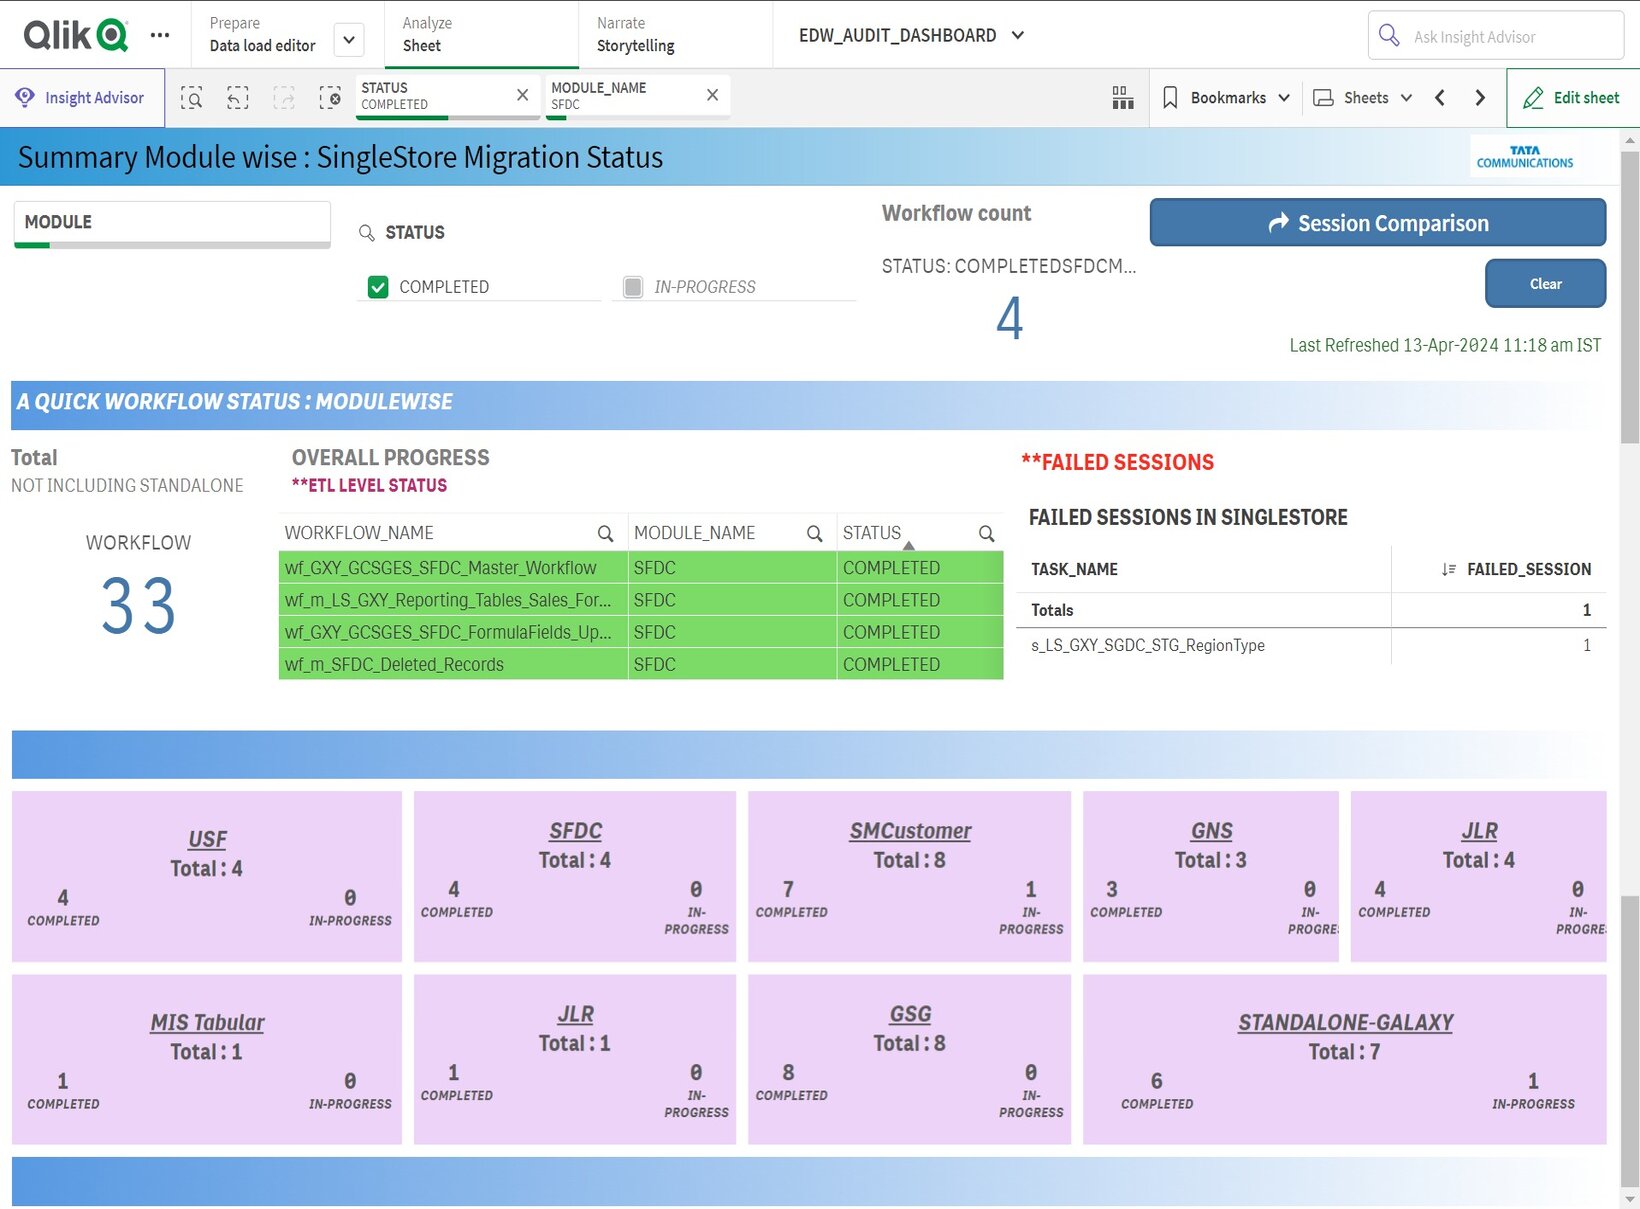 Qlik
Prepare
Data load editor
Analyze
Sheet
Narrate
Storytelling
EDW_AUDIT_DASHBOARD
Ask Insight Advisor
Insight Advisor
STATUS
COMPLETED
MODULE_NAME
SFDC
Bookmarks
Sheets
Edit sheet
Summary Module wise : SingleStore Migration Status
TATA
COMMUNICATIONS
MODULE
STATUS
COMPLETED
IN-PROGRESS
Workflow count
STATUS: COMPLETEDSFDCM...
4
Session Comparison
Clear
Last Refreshed 13-Apr-2024 11:18 am IST
A QUICK WORKFLOW STATUS : MODULEWISE
Total
NOT INCLUDING STANDALONE
WORKFLOW
33
OVERALL PROGRESS
**ETL LEVEL STATUS
WORKFLOW_NAME MODULE_NAME STATUS
wf_GXY_GCSGES_SFDC_Master_Workflow SFDC COMPLETED
wf_m_LS_GXY_Reporting_Tables_Sales_For... SFDC COMPLETED
wf_GXY_GCSGES_SFDC_FormulaFields_Up... SFDC COMPLETED
wf_m_SFDC_Deleted_Records SFDC COMPLETED
**FAILED SESSIONS
FAILED SESSIONS IN SINGLESTORE
TASK_NAME FAILED_SESSION
Totals 1
s_LS_GXY_SGDC_STG_RegionType 1
USF
Total : 4
4
COMPLETED
0
IN-PROGRESS
SFDC
Total : 4
4
COMPLETED
0
IN-
PROGRESS
SMCustomer
Total : 8
7
COMPLETED
1
IN-
PROGRESS
GNS
Total : 3
3
COMPLETED
0
IN-
PROGRE
JLR
Total : 4
4
COMPLETED
0
IN-
PROGRE
MIS Tabular
Total : 1
1
COMPLETED
0
IN-PROGRESS
JLR
Total : 1
1
COMPLETED
0
IN-
PROGRESS
GSG
Total : 8
8
COMPLETED
0
IN-
PROGRESS
STANDALONE-GALAXY
Total : 7
6
COMPLETED
1
IN-PROGRESS